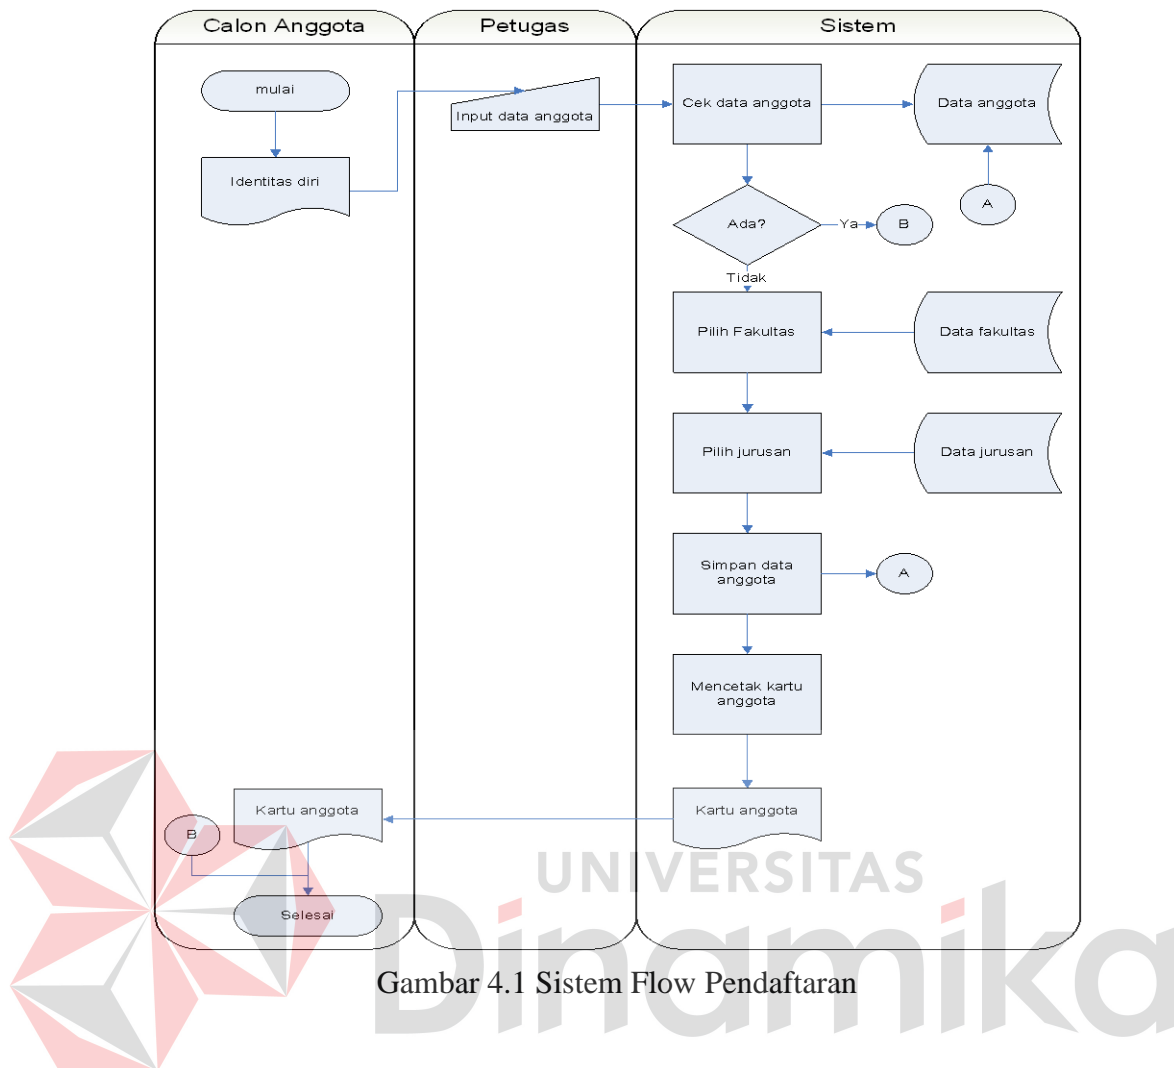 Calon Anggota
Petugas
Sistem
mulai
Identitas diri
Input data anggota
Cek data anggota
Data anggota
A
Ada?
Ya
B
Tidak
Pilih Fakultas
Data fakultas
Pilih jurusan
Data jurusan
Simpan data
anggota
A
Mencetak kartu
anggota
Kartu anggota
Kartu anggota
B
Selesai
UNIVERSITAS
Dinamika
Gambar 4.1 Sistem Flow Pendaftaran